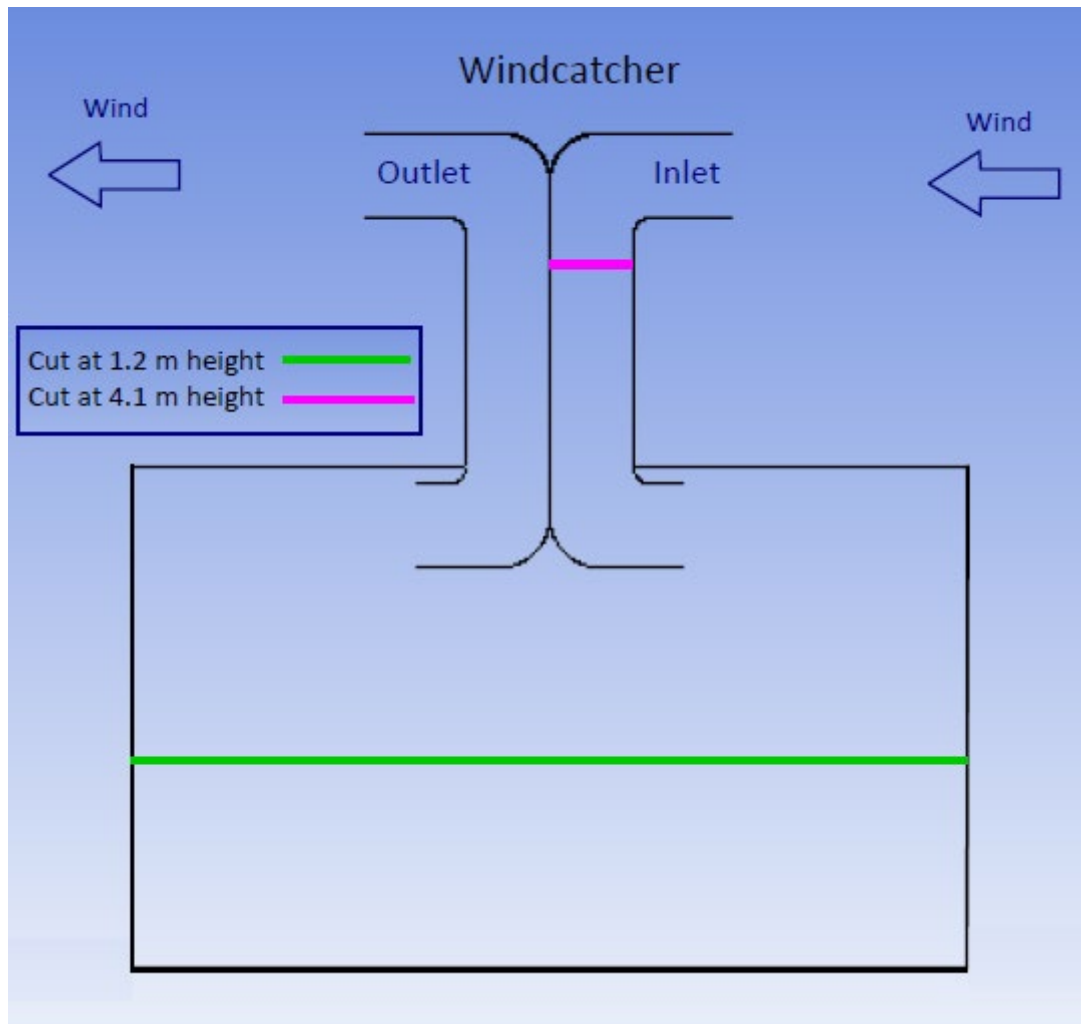 Windcatcher
Wind
Wind
Outlet
Inlet
Cut at 1.2 m height
Cut at 4.1 m height